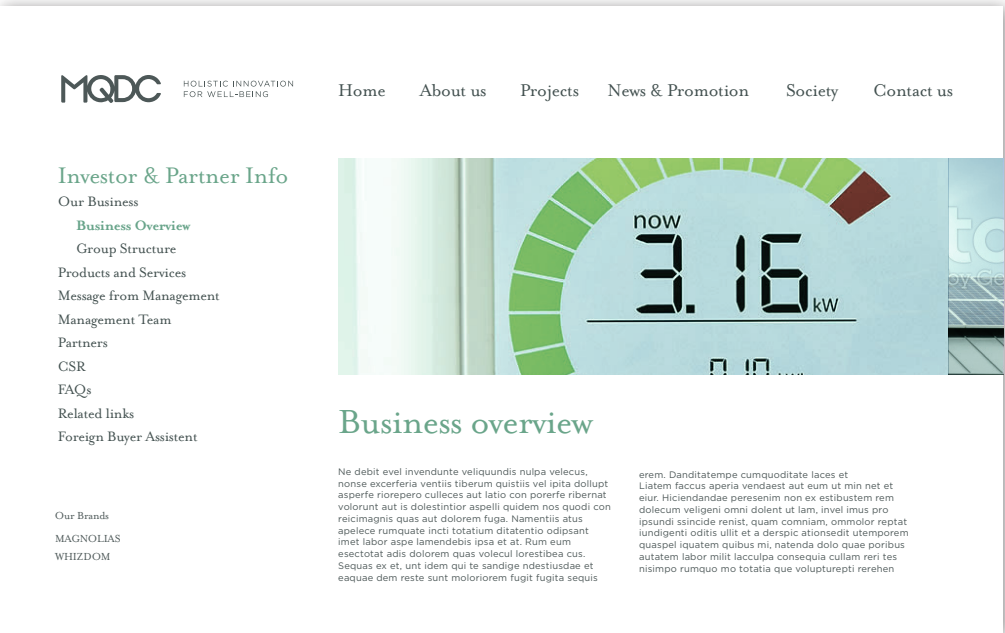 MQDC
HOLISTIC INNOVATION
FOR WELL-BEING
Home About us Projects News & Promotion Society Contact us
Investor & Partner Info
Our Business
Business Overview
Group Structure
Products and Services
Message from Management
Management Team
Partners
CSR
FAQs
Related links
Foreign Buyer Assistent
Our Brands
MAGNOLIAS
WHIZDOM
now
3.16 kW
Business overview
Ne debit evel invendunte veliquundis nulpa velecus,
nonse excerferia ventiis tiberum quistiis vel ipita dollupt
asperfe riorepero culleces aut latio con porerfe ribernat
volorunt aut is dolestintior aspelli quidem nos quodi con
reicimagnis quas aut dolorem fuga. Namentiis atus
apelece rumquate incti totatium ditatentio odipsant
imet labor aspe lamendebis ipsa et at. Rum eum
esectotat adis dolorem quas volecul lorestibea cus.
Sequas ex et, unt idem qui te sandige ndestiusdae et
eaquae dem reste sunt moloriorem fugit fugita sequis
erem. Danditatempe cumquoditate laces et
Liatem faccus aperia vendaest aut eum ut min net et
eiur. Hiciendandae peresenim non ex estibustem rem
dolecum veligeni omni dolent ut lam, invel imus pro
ipsundi ssincide renist, quam comniam, ommolor reptat
iundigenti oditis ullit et a derspic ationsedit utemporem
quaspel iquatem quibus mi, natenda dolo quae poribus
autatem labor milit lacculpa consequia cullam reri tes
nisimpo rumquo mo totatia que volupturepti rerehen